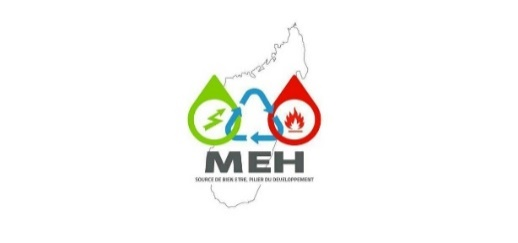 MEH
SOURCE DE BIEN ETRE, PILIER DU DEVELOPPEMENT